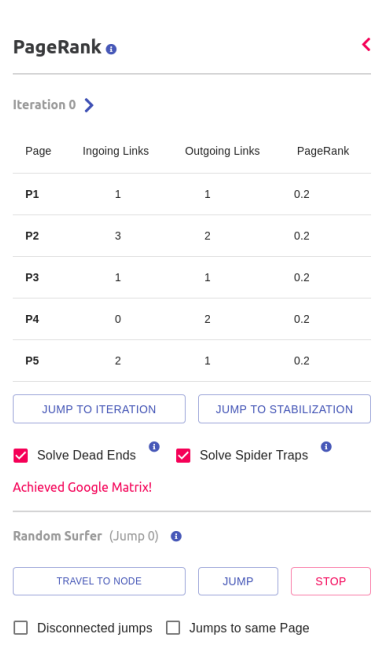 PageRank
Iteration 0
Page Ingoing Links Outgoing Links PageRank
P1 1 1 0.2
P2 3 2 0.2
P3 1 1 0.2
P4 0 2 0.2
P5 2 1 0.2
JUMP TO ITERATION JUMP TO STABILIZATION
Solve Dead Ends Solve Spider Traps
Achieved Google Matrix!
Random Surfer (Jump 0)
TRAVEL TO NODE JUMP STOP
Disconnected jumps Jumps to same Page